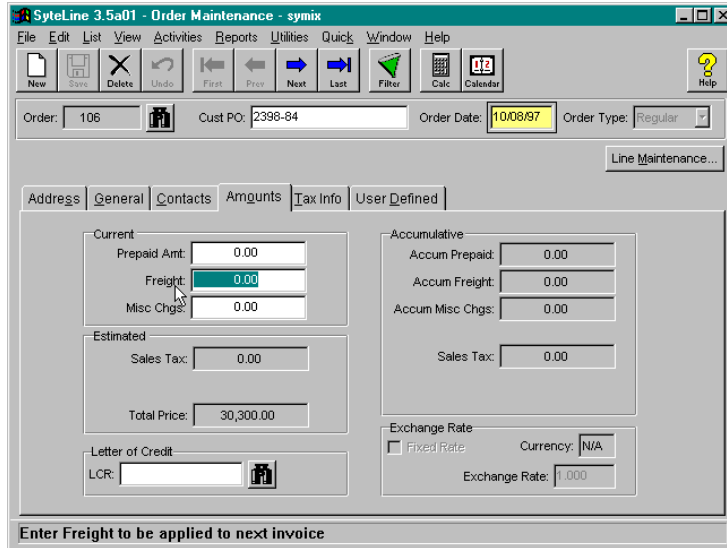 SyteLine 3.5a01 - Order Maintenance - symix
File Edit List View Activities Reports Utilities Quick Window Help
New Save Delete Undo First Prev Next Last Filter Calc Calendar Help
Order: 106 Cust PO: 2398-84 Order Date: 10/08/97 Order Type: Regular
Line Maintenance...
Address General Contacts Amounts Tax Info User Defined
Current
Prepaid Amt: 0.00
Freight: 0.00
Misc Chgs: 0.00
Estimated
Sales Tax: 0.00
Total Price: 30,300.00
Letter of Credit
LCR:
Accumulative
Accum Prepaid: 0.00
Accum Freight: 0.00
Accum Misc Chgs: 0.00
Sales Tax: 0.00
Exchange Rate
Fixed Rate Currency: N/A
Exchange Rate: 1.000
Enter Freight to be applied to next invoice